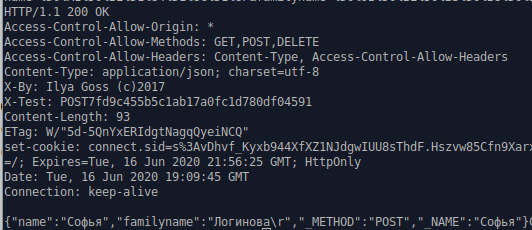 HTTP/1.1 200 OK
Access-Control-Allow-Origin: *
Access-Control-Allow-Methods: GET,POST,DELETE
Access-Control-Allow-Headers: Content-Type, Access-Control-Allow-Headers
Content-Type: application/json; charset=utf-8
X-By: Ilya Goss (c)2017
X-Test: POST7fd9c455b5c1ab17a0fc1d780df04591
Content-Length: 93
ETag: W/"5d-5QnYxERIdgtNagqQyeiNCQ"
set-cookie: connect.sid=s%3AvDhvf_Kyxb944XfXZ1NJdgwIUU8sThdF.Hszvw85Cfn9Xar
=/; Expires=Tue, 16 Jun 2020 21:56:25 GMT; HttpOnly
Date: Tue, 16 Jun 2020 19:09:45 GMT
Connection: keep-alive
{"name":"Софья","familyname":"Логинова\r","_METHOD":"POST","_NAME":"Софья"}